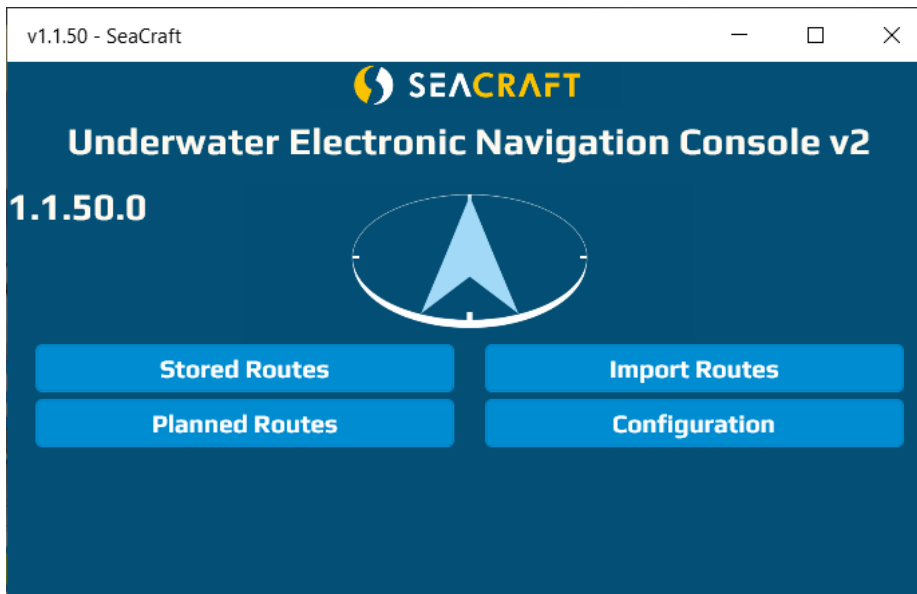 v1.1.50 - SeaCraft
SEACRAFT
Underwater Electronic Navigation Console v2
1.1.50.0
Stored Routes
Import Routes
Planned Routes
Configuration